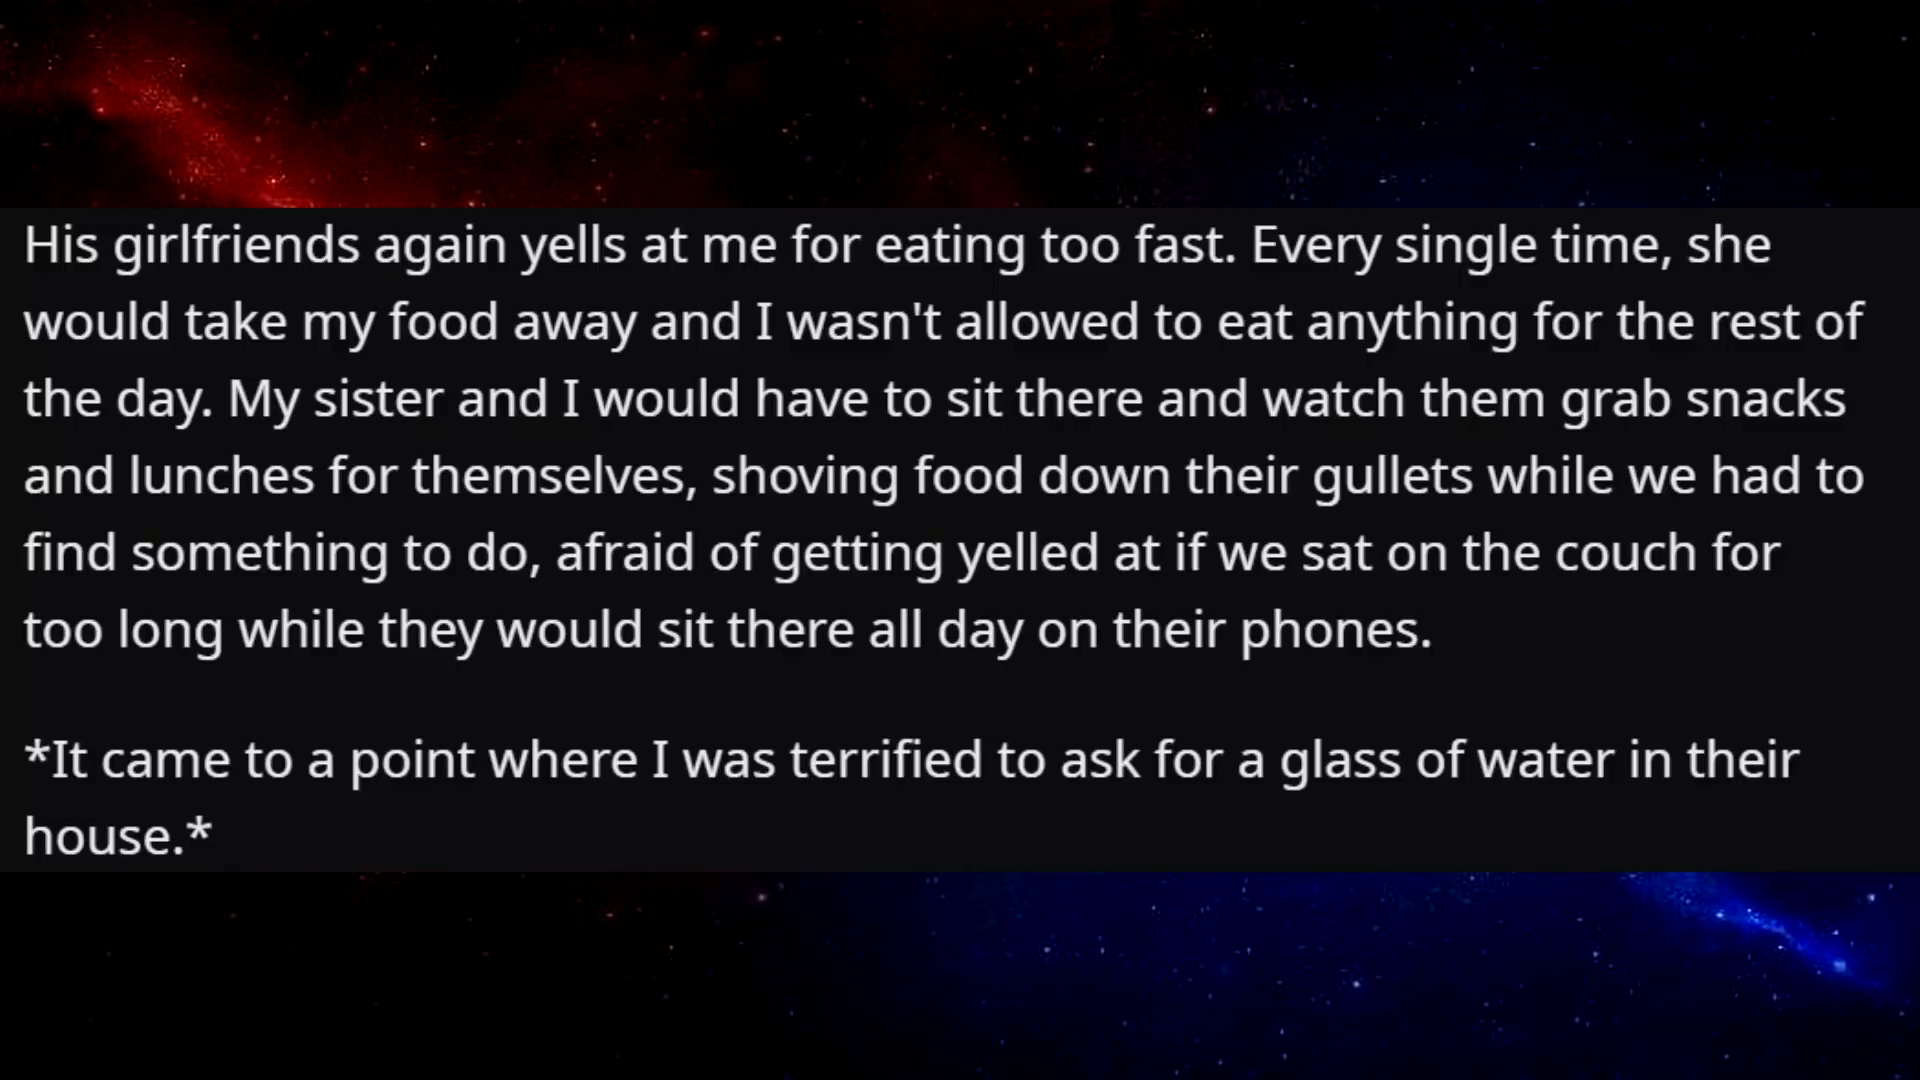 His girlfriends again yells at me for eating too fast. Every single time, she
would take my food away and I wasn't allowed to eat anything for the rest of
the day. My sister and I would have to sit there and watch them grab snacks
and lunches for themselves, shoving food down their gullets while we had to
find something to do, afraid of getting yelled at if we sat on the couch for
too long while they would sit there all day on their phones.
*It came to a point where I was terrified to ask for a glass of water in their
house.*